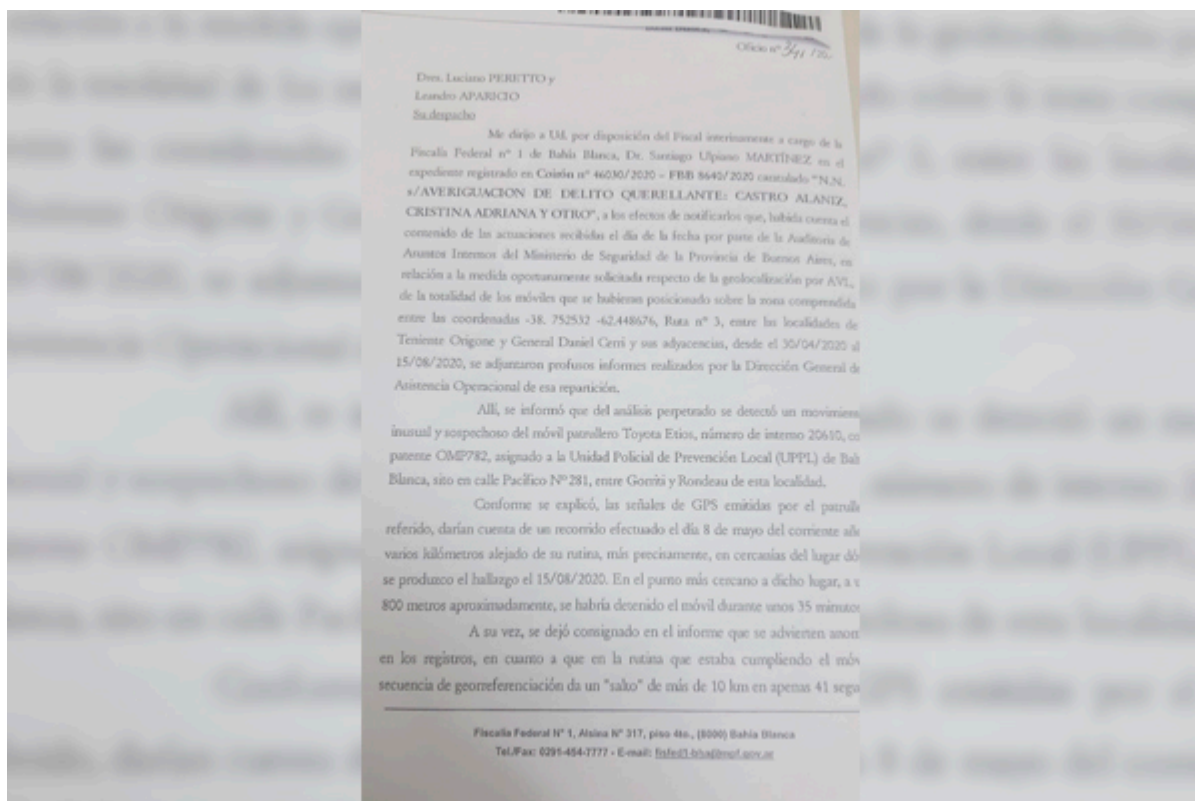 Oficio nº
Dres. Luciano PERETTO y
Leandro APARICIO
Su despacho
Me dirijo a Ud. por disposición del Fiscal interinamente a cargo de la
Fiscalía Federal nº 1 de Bahía Blanca, Dr. Santiago Ulpiano MARTÍNEZ en el
expediente registrado en Coirón nº 46030/2020 – FBB 8640/2020 caratulado "N.N.
s/AVERIGUACION DE DELITO QUERELLANTE: CASTRO ALANIZ,
CRISTINA ADRIANA Y OTRO", a los efectos de notificarlos que, habida cuenta el
contenido de las actuaciones recibidas el día de la fecha por parte de la Auditoría de
Asuntos Internos del Ministerio de Seguridad de la Provincia de Buenos Aires, en
relación a la medida oportunamente solicitada respecto de la geolocalización por AVL,
de la totalidad de los móviles que se hubieran posicionado sobre la zona comprendida
entre las coordenadas -38. 752532 -62.448676, Ruta nº 3, entre las localidades de
Teniente Origone y General Daniel Cerri y sus adyacencias, desde el 30/04/2020 al
15/08/2020, se adjuntaron profusos informes realizados por la Dirección General de
Asistencia Operacional de esa repartición.
Allí, se informó que del análisis perpetrado se detectó un movimien
inusual y sospechoso del móvil patrullero Toyota Etios, número de interno 20610, co
patente OMP782, asignado a la Unidad Policial de Prevención Local (UPPL) de Bah
Blanca, sito en calle Pacífico Nº 281, entre Gorriti y Rondeau de esta localidad.
Conforme se explicó, las señales de GPS emitidas por el patrulle
referido, darían cuenta de un recorrido efectuado el día 8 de mayo del corriente año
varios kilómetros alejado de su rutina, más precisamente, en cercanías del lugar dó
se produzco el hallazgo el 15/08/2020. En el punto más cercano a dicho lugar, a u
800 metros aproximadamente, se habría detenido el móvil durante unos 35 minutos
A su vez, se dejó consignado en el informe que se advierten anom
en los registros, en cuanto a que en la rutina que estaba cumpliendo el móv
secuencia de georreferenciación da un "salto" de más de 10 km en apenas 41 segu
Fiscalía Federal Nº 1, Alsina Nº 317, piso 4to., (8000) Bahía Blanca
Tel./Fax: 0291-454-7777 - E-mail: fisfed1-bba@mpf.gov.ar